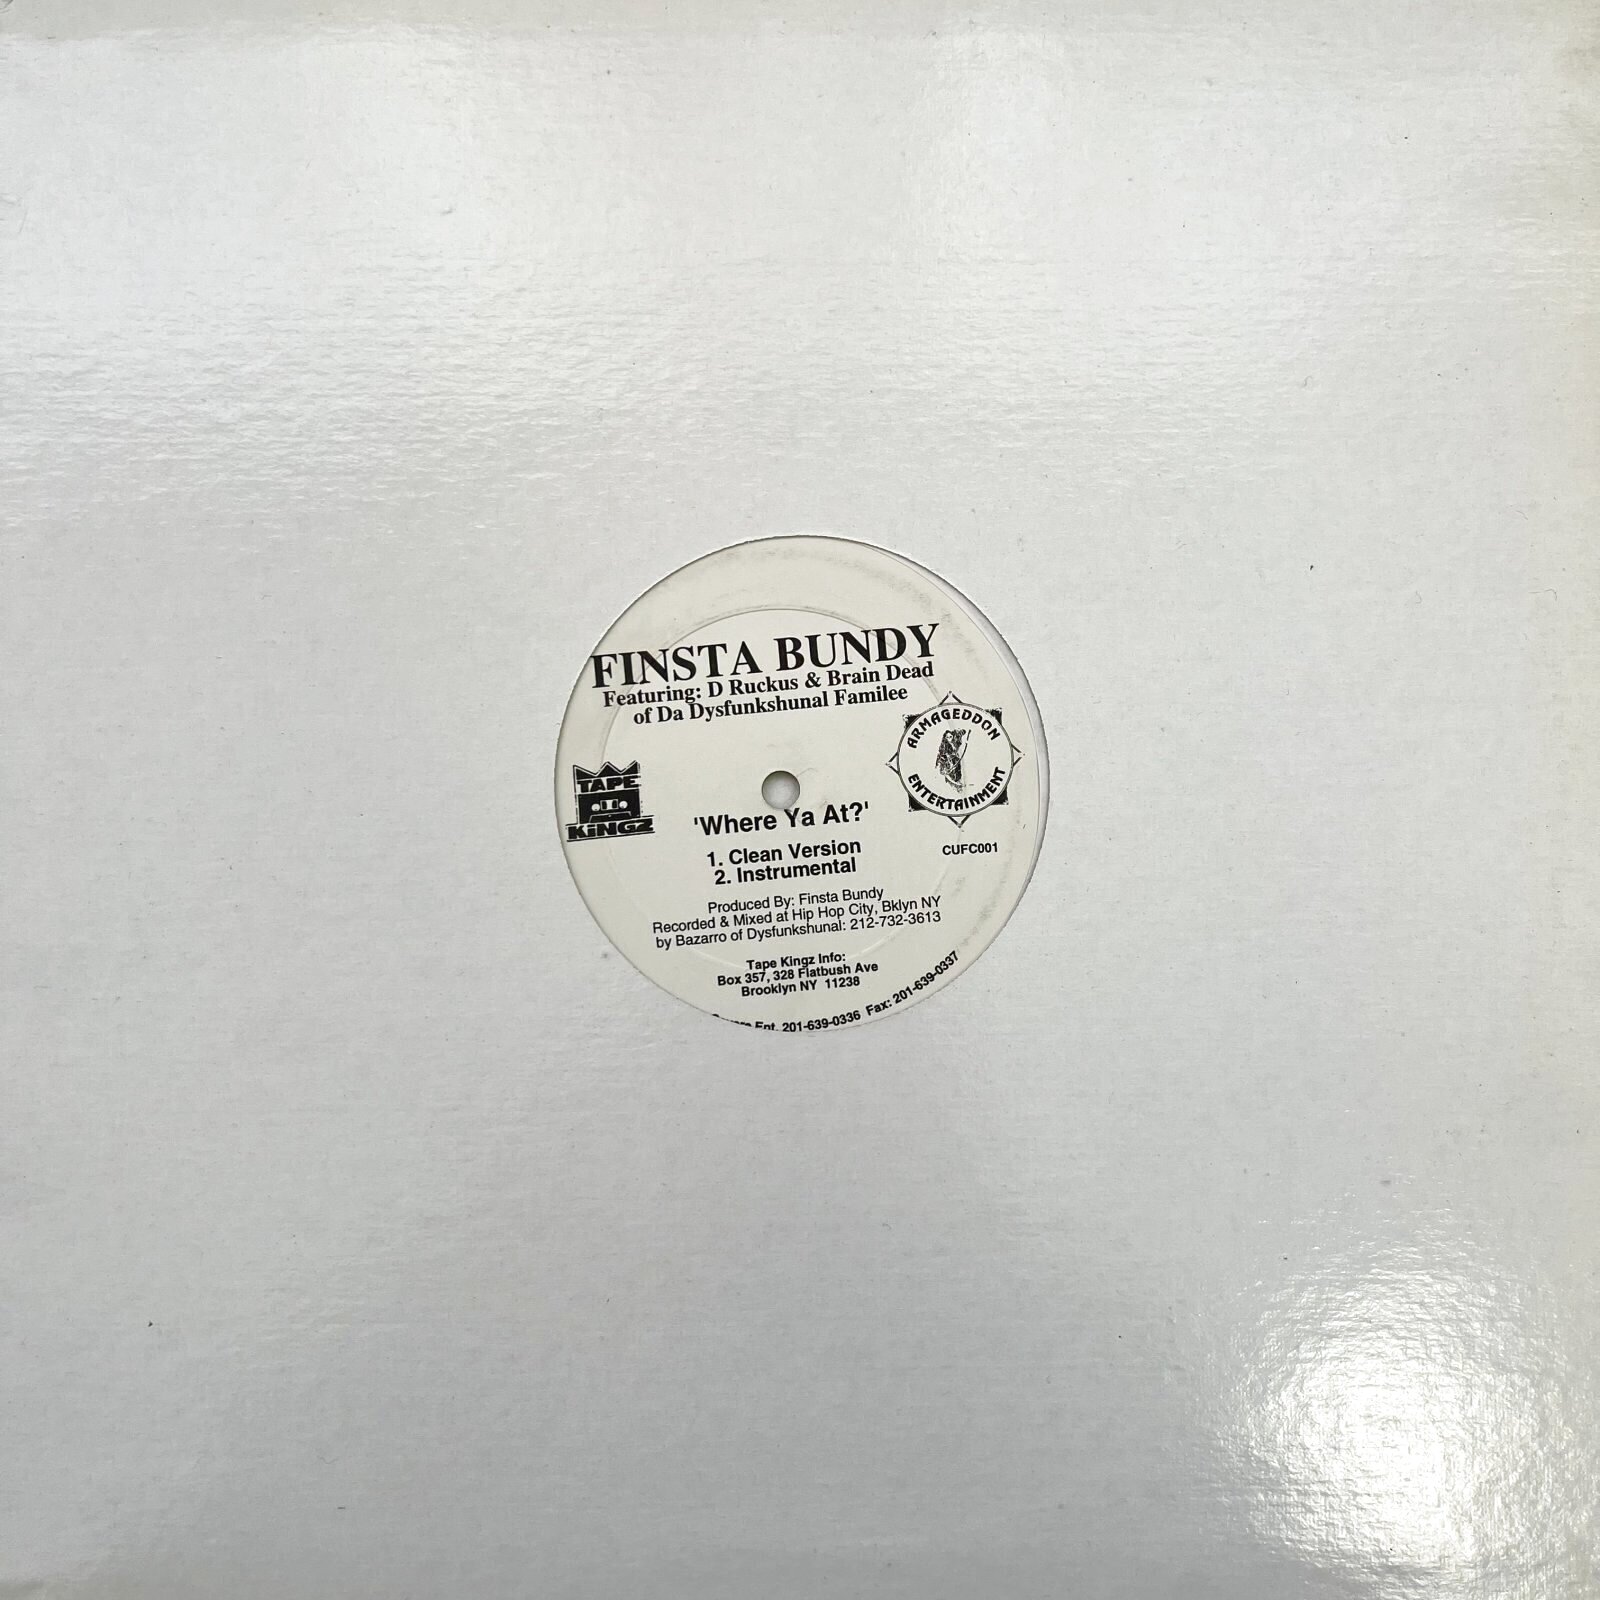 FINSTA BUNDY
Featuring: D Ruckus & Brain Dead
of Da Dysfunkshunal Familee
ARMAGEDDON
ENTERTAINMENT
TAPE
KiNGZ
'Where Ya At?'
CUFC001
1. Clean Version
2. Instrumental
Produced By: Finsta Bundy
Recorded & Mixed at Hip Hop City, Bklyn NY
by Bazarro of Dysfunkshunal: 212-732-3613
Tape Kingz Info:
Box 357, 328 Flatbush Ave
Brooklyn NY 11238
Ent. 201-639-0336 Fax: 201-639-0337